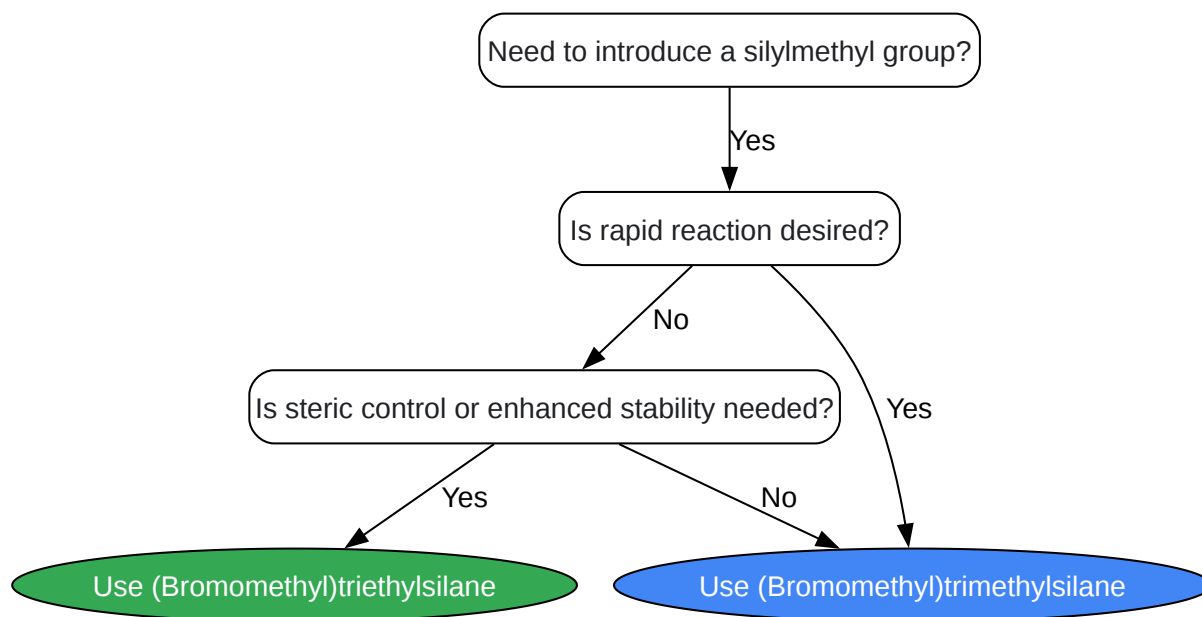 Need to introduce a silylmethyl group?
Yes
Is rapid reaction desired?
No
Is steric control or enhanced stability needed?
Yes
Yes
No
Use (Bromomethyl)triethylsilane
Use (Bromomethyl)trimethylsilane